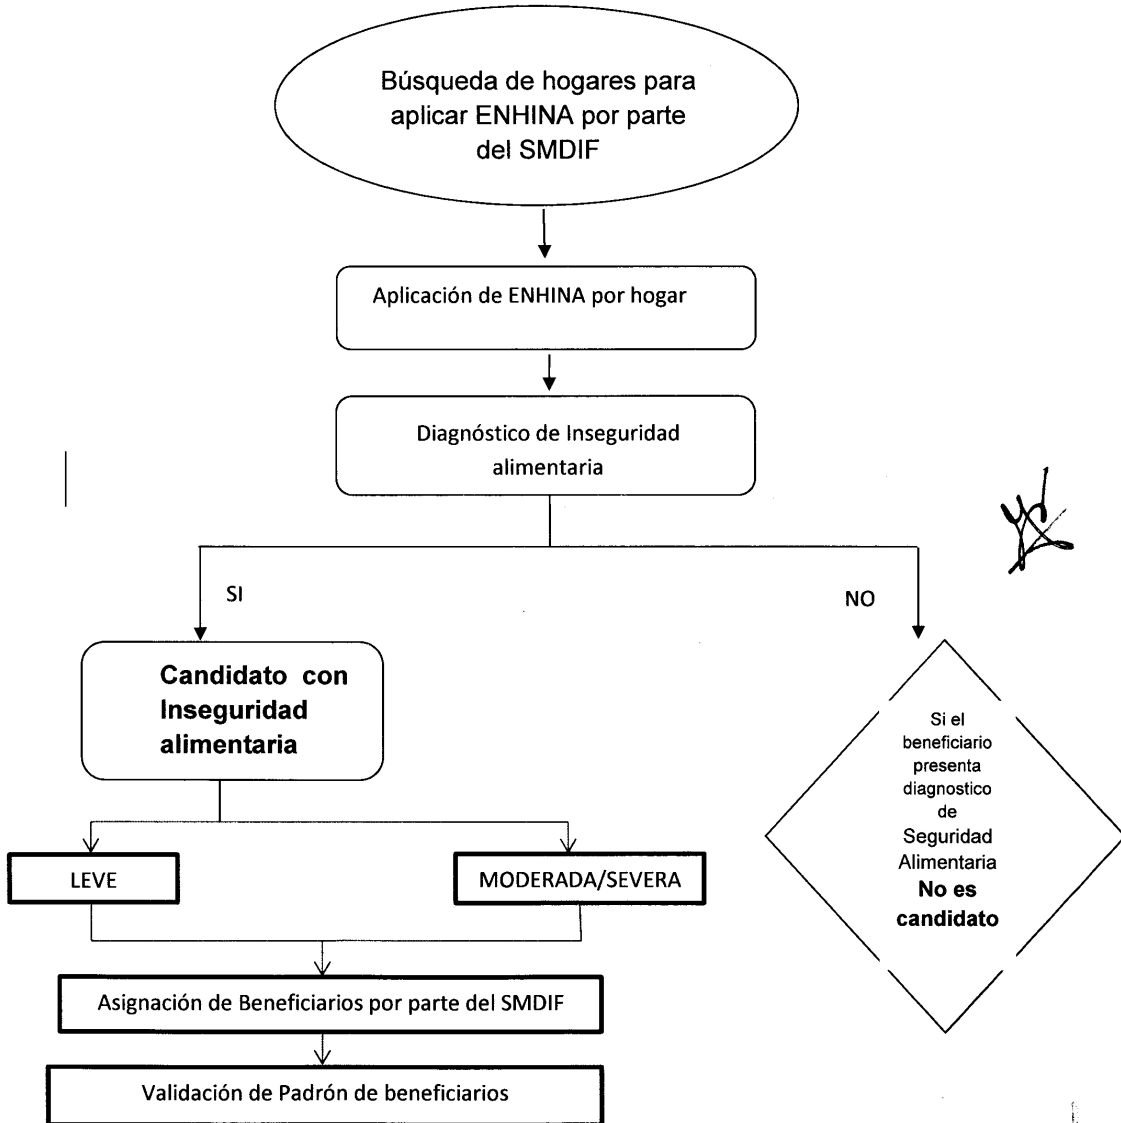 Búsqueda de hogares para
aplicar ENHINA por parte
del SMDIF
Aplicación de ENHINA por hogar
Diagnóstico de Inseguridad
alimentaria
SI
NO
Candidato con
Inseguridad
alimentaria
Si el
beneficiario
presenta
diagnostico
de
Seguridad
Alimentaria
No es
candidato
LEVE
MODERADA/SEVERA
Asignación de Beneficiarios por parte del SMDIF
Validación de Padrón de beneficiarios